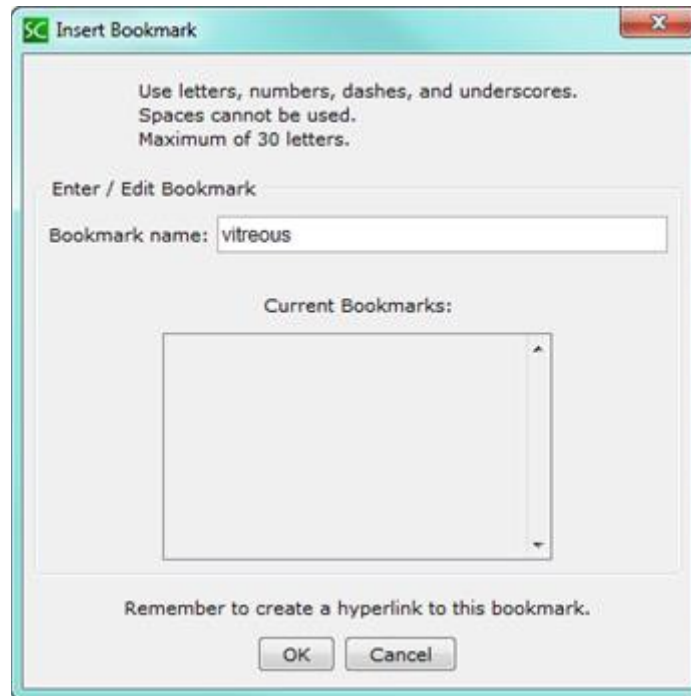 SC Insert Bookmark
X
Use letters, numbers, dashes, and underscores.
Spaces cannot be used.
Maximum of 30 letters.
Enter / Edit Bookmark
Bookmark name: vitreous
Current Bookmarks:
Remember to create a hyperlink to this bookmark.
OK Cancel